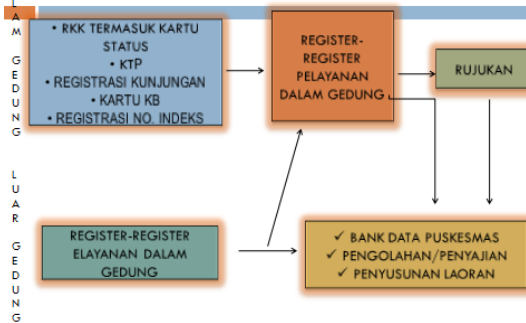 L
A
M
G
E
D
U
N
G
• RKK TERMASUK KARTU
STATUS
• KTP
• REGISTRASI KUNJUNGAN
• KARTU KB
• REGISTRASI NO. INDEKS
REGISTER-
REGISTER
PELAYANAN
DALAM
GEDUNG
RUJUKAN
L
U
A
R
G
E
D
U
N
G
REGISTER-REGISTER
ELAYANAN DALAM
GEDUNG
✓ BANK DATA PUSKESMAS
✓ PENGOLAHAN/PENYAJIAN
✓ PENYUSUNAN LAORAN